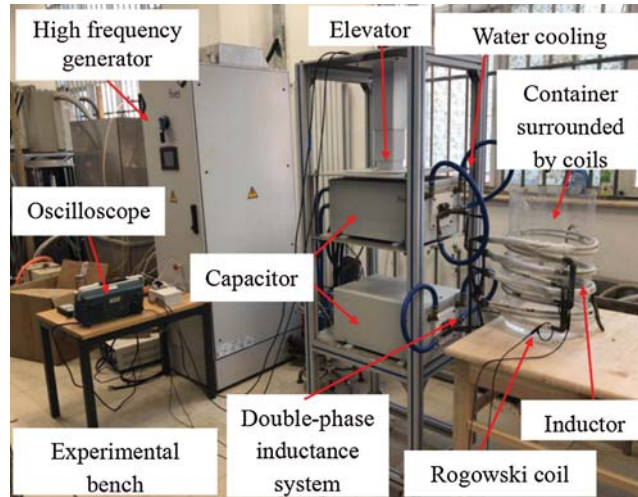 High frequency
generator
Elevator
Water cooling
Container
surrounded
by coils
Oscilloscope
Capacitor
Double-phase
inductance
system
Inductor
Experimental
bench
Rogowski coil